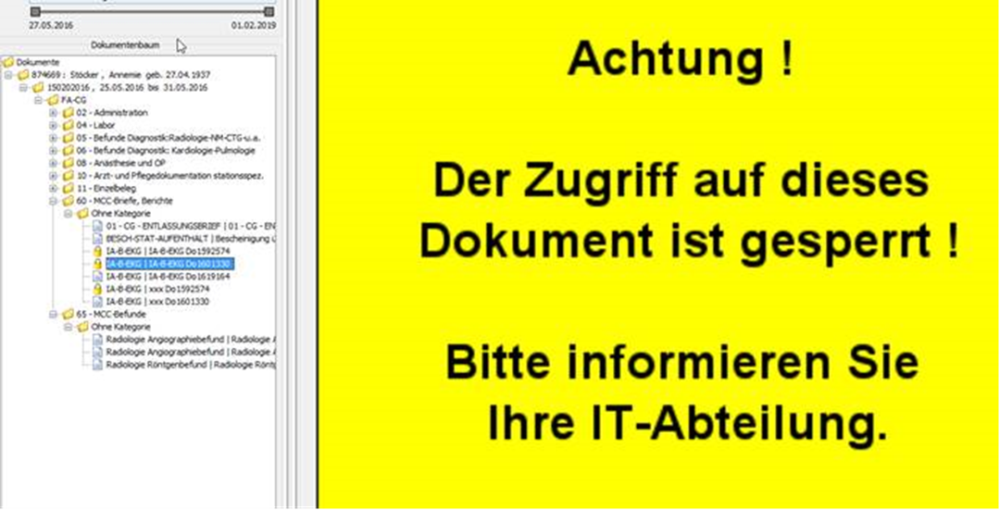 27.05.2016 01.02.2019
Dokumentenbaum
Dokumente
874669 : Stöcker , Annemie geb. 27.04.1937
150202016 , 25.05.2016 bis 31.05.2016
FA-CG
02 - Administration
04 - Labor
05 - Befunde Diagnostik:Radiologie-NM-CTG-u.a.
06 - Befunde Diagnostik: Kardiologie-Pulmologie
08 - Anästhesie und OP
10 - Arzt- und Pflegedokumentation stationsspez.
11 - Einzelbeleg
60 - MCC-Briefe, Berichte
Ohne Kategorie
01 - CG - ENTLASSUNGSBRIEF | 01 - CG - EN
BESCH-STAT-AUFENTHALT | Bescheinigung
IA-B-EKG | IA-B-EKG Do1592574
IA-B-EKG | IA-B-EKG Do1601330
IA-B-EKG | IA-B-EKG Do1619164
IA-B-EKG | xxx Do1592574
IA-B-EKG | xxx Do1601330
65 - MCC-Befunde
Ohne Kategorie
Radiologie Angiographiebefund | Radiologie A
Radiologie Angiographiebefund | Radiologie A
Radiologie Röntgenbefund | Radiologie Rönt
Achtung !
Der Zugriff auf dieses
Dokument ist gesperrt !
Bitte informieren Sie
Ihre IT-Abteilung.